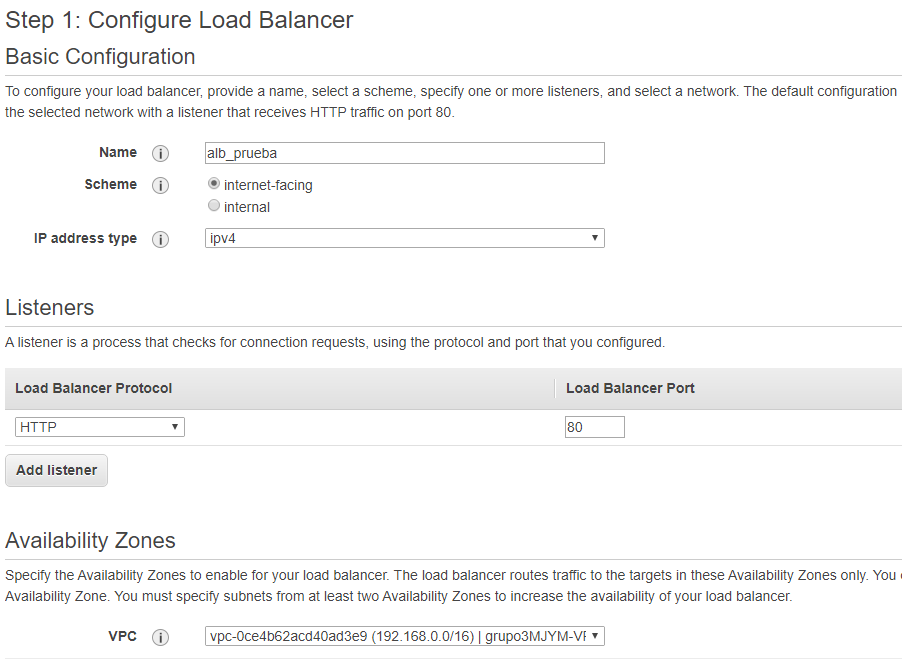 Step 1: Configure Load Balancer
Basic Configuration
To configure your load balancer, provide a name, select a scheme, specify one or more listeners, and select a network. The default configuration
the selected network with a listener that receives HTTP traffic on port 80.
Name i alb_prueba
Scheme i internet-facing
internal
IP address type i ipv4
Listeners
A listener is a process that checks for connection requests, using the protocol and port that you configured.
Load Balancer Protocol Load Balancer Port
HTTP 80
Add listener
Availability Zones
Specify the Availability Zones to enable for your load balancer. The load balancer routes traffic to the targets in these Availability Zones only. You
Availability Zone. You must specify subnets from at least two Availability Zones to increase the availability of your load balancer.
VPC i vpc-0ce4b62acd40ad3e9 (192.168.0.0/16) | grupo3MJYM-